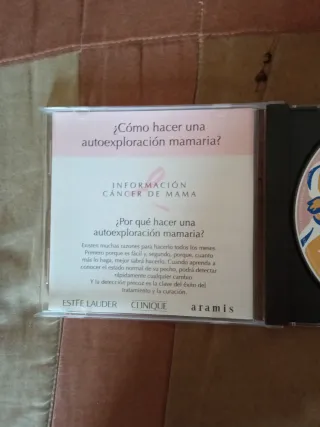 ¿Cómo hacer una
autoexploración mamaria?
INFORMACIÓN
CÁNCER DE MAMA
¿Por qué hacer una
autoexploración mamaria?
Existen muchas razones para hacerlo todos los meses
Primero porque es fácil y segundo, porque, cuanto
más lo haga, mejor sabrá hacerlo. Cuando aprenda a
conocer el estado normal de su pecho, podrá detectar
rápidamente cualquier cambio
Y la detección precoz es la clave del éxito del
tratamiento y la curación.
ESTĒE LAUDER CLINIQUE aramis